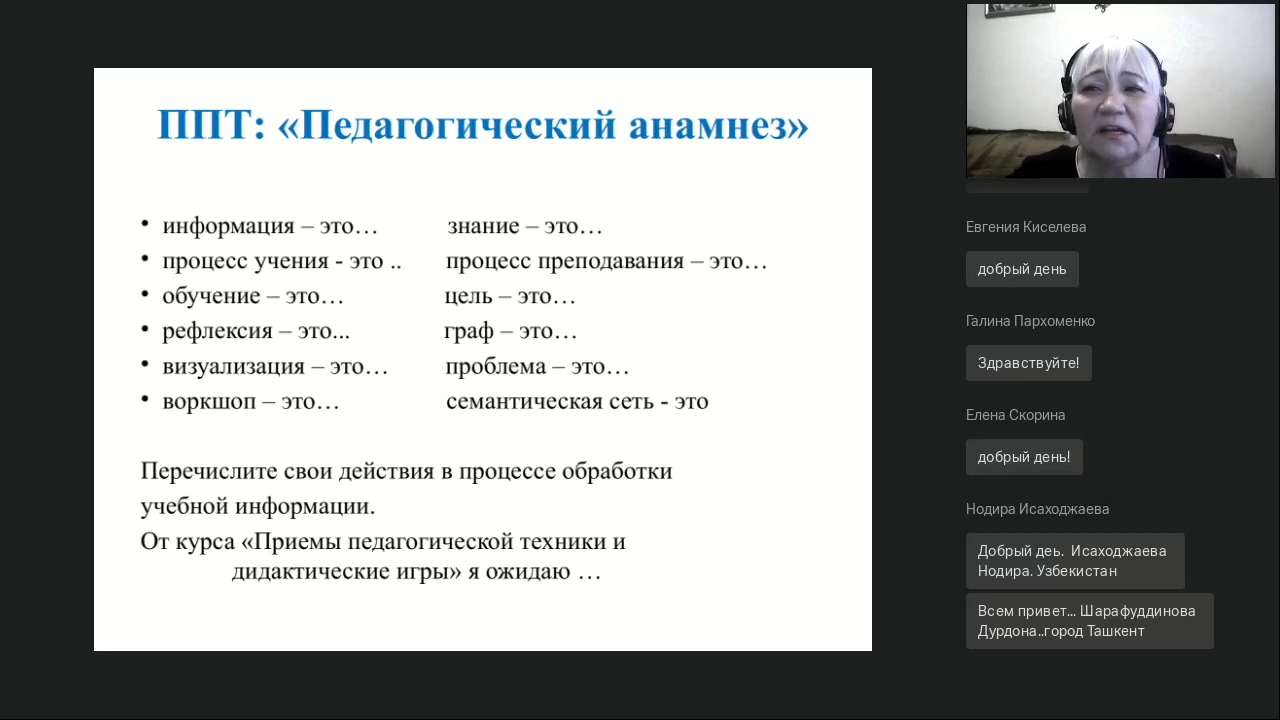 ППТ: «Педагогический анамнез»
• информация – это… знание – это…
• процесс учения - это .. процесс преподавания – это…
• обучение – это… цель – это…
• рефлексия – это... граф – это…
• визуализация – это… проблема – это…
• воркшоп – это… семантическая сеть - это
Перечислите свои действия в процессе обработки
учебной информации.
От курса «Приемы педагогической техники и
дидактические игры» я ожидаю …
Евгения Киселева
добрый день
Галина Пархоменко
Здравствуйте!
Елена Скорина
добрый день!
Нодира Исаходжаева
Добрый деь. Исаходжаева
Нодира. Узбекистан
Всем привет... Шарафуддинова
Дурдона..город Ташкент